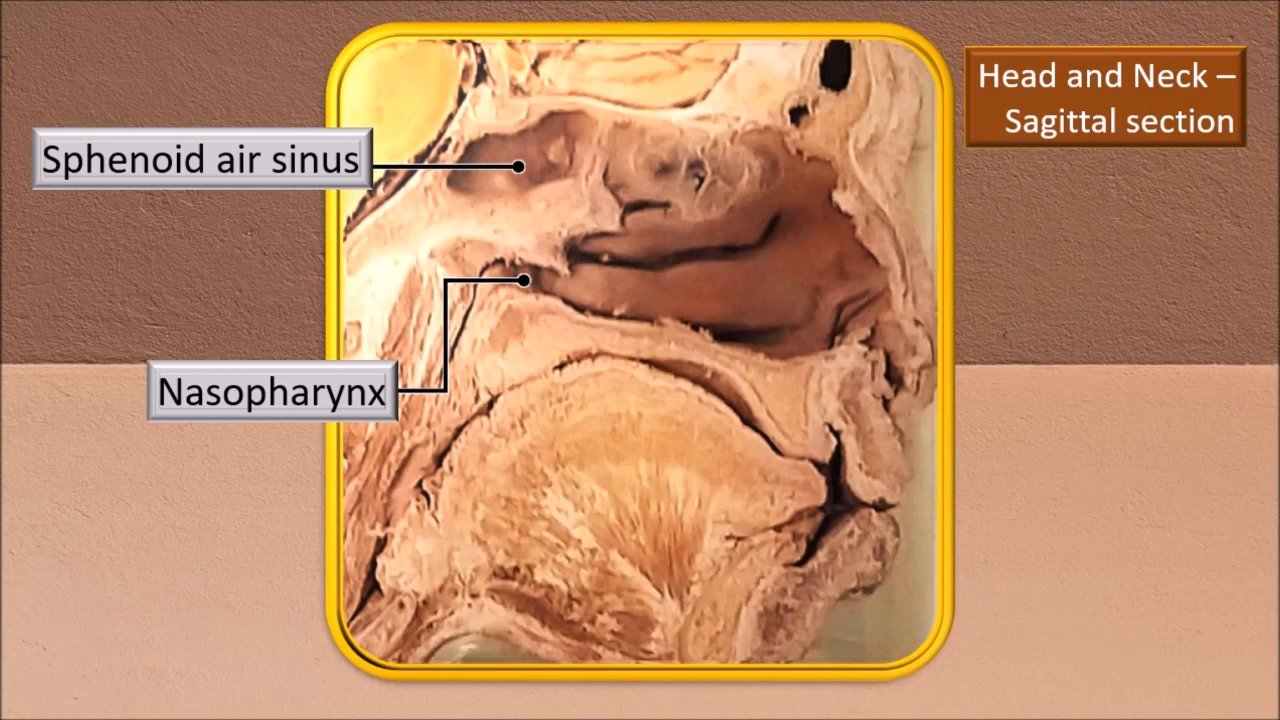 Head and Neck –
Sagittal section
Sphenoid air sinus
Nasopharynx